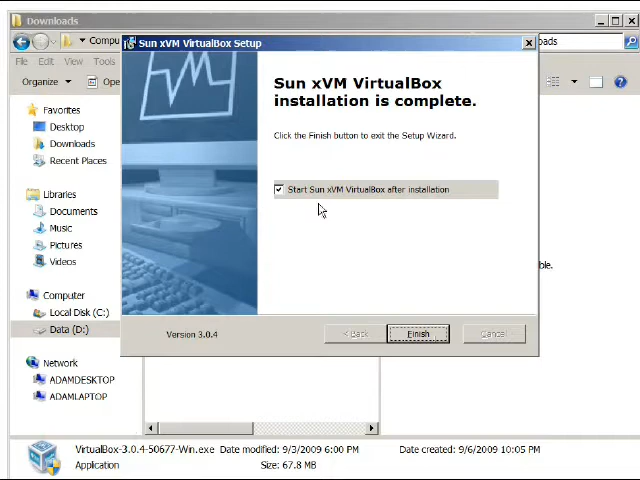 Downloads
Compu
ads
File Edit View Tools
Organize
Ope
Favorites
Desktop
Downloads
Recent Places
Libraries
Documents
Music
Pictures
Videos
Computer
Local Disk (C:)
Data (D:)
Network
ADAMDESKTOP
ADAMLAPTOP
Sun xVM VirtualBox Setup
Sun xVM VirtualBox
installation is complete.
Click the Finish button to exit the Setup Wizard.
Start Sun xVM VirtualBox after installation
Version 3.0.4
< Back
Finish
Cancel
ble.
VirtualBox-3.0.4-50677-Win.exe Date modified: 9/3/2009 6:00 PM Date created: 9/6/2009 10:05 PM
Application Size: 67.8 MB